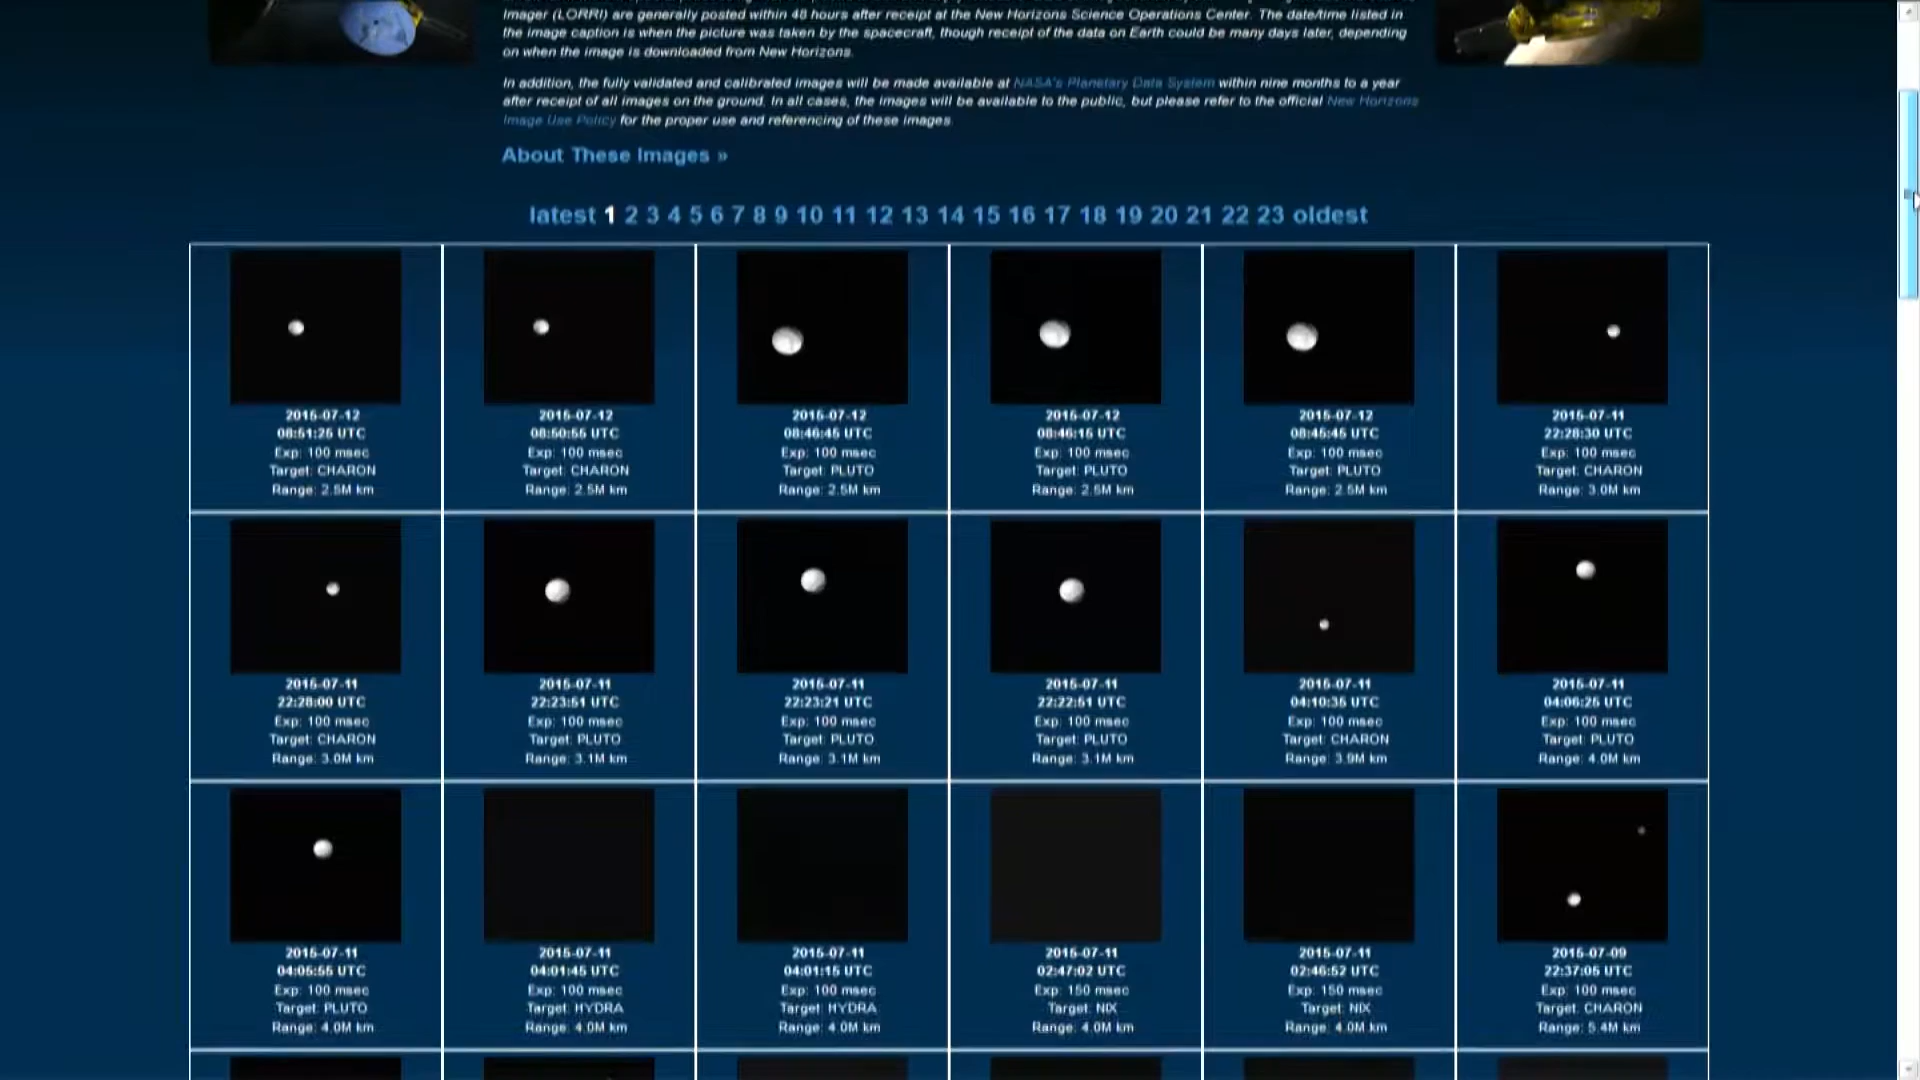 Imager (LORRI) are generally posted within 48 hours after receipt at the New Horizons Science Operations Center. The date/time listed in
the image caption is when the picture was taken by the spacecraft, though receipt of the data on Earth could be many days later, depending
on when the image is downloaded from New Horizons.
In addition, the fully validated and calibrated images will be made available at NASA's Planetary Data System within nine months to a year
after receipt of all images on the ground. In all cases, the images will be available to the public, but please refer to the official New Horizons
Image Use Policy for the proper use and referencing of these images.
About These Images »
latest 1 2 3 4 5 6 7 8 9 10 11 12 13 14 15 16 17 18 19 20 21 22 23 oldest
2015-07-12
08:51:25 UTC
Exp: 100 msec
Target: CHARON
Range: 2.5M km
2015-07-12
08:50:55 UTC
Exp: 100 msec
Target: CHARON
Range: 2.5M km
2015-07-12
08:46:45 UTC
Exp: 100 msec
Target: PLUTO
Range: 2.5M km
2015-07-12
08:46:15 UTC
Exp: 100 msec
Target: PLUTO
Range: 2.5M km
2015-07-12
08:45:45 UTC
Exp: 100 msec
Target: PLUTO
Range: 2.5M km
2015-07-11
22:28:30 UTC
Exp: 100 msec
Target: CHARON
Range: 3.0M km
2015-07-11
22:28:00 UTC
Exp: 100 msec
Target: CHARON
Range: 3.0M km
2015-07-11
22:23:51 UTC
Exp: 100 msec
Target: PLUTO
Range: 3.1M km
2015-07-11
22:23:21 UTC
Exp: 100 msec
Target: PLUTO
Range: 3.1M km
2015-07-11
22:22:51 UTC
Exp: 100 msec
Target: PLUTO
Range: 3.1M km
2015-07-11
04:10:35 UTC
Exp: 100 msec
Target: CHARON
Range: 3.9M km
2015-07-11
04:06:25 UTC
Exp: 100 msec
Target: PLUTO
Range: 4.0M km
2015-07-11
04:05:55 UTC
Exp: 100 msec
Target: PLUTO
Range: 4.0M km
2015-07-11
04:01:45 UTC
Exp: 100 msec
Target: HYDRA
Range: 4.0M km
2015-07-11
04:01:15 UTC
Exp: 100 msec
Target: HYDRA
Range: 4.0M km
2015-07-11
02:47:02 UTC
Exp: 150 msec
Target: NIX
Range: 4.0M km
2015-07-11
02:46:52 UTC
Exp: 150 msec
Target: NIX
Range: 4.0M km
2015-07-09
22:37:05 UTC
Exp: 100 msec
Target: CHARON
Range: 5.4M km